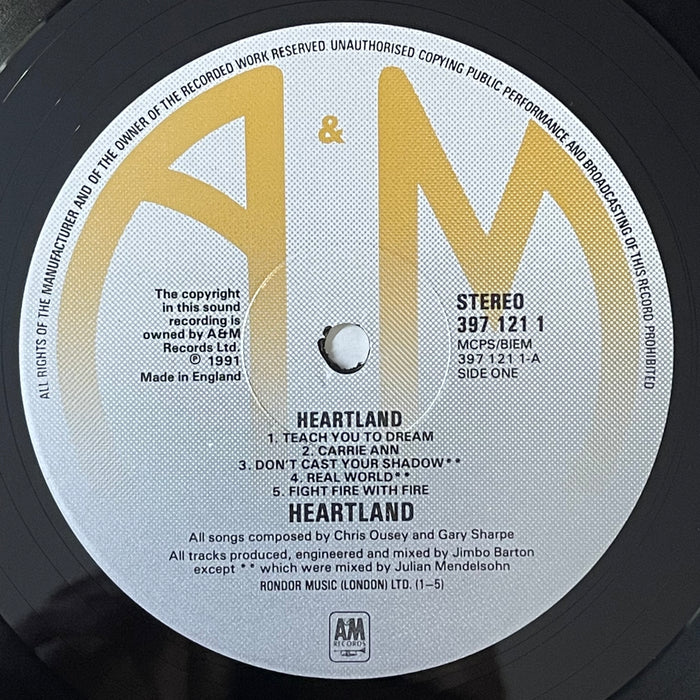 ALL RIGHTS OF THE MANUFACTURER AND OF THE OWNER OF THE RECORDED WORK RESERVED. UNAUTHORISED COPYING PUBLIC PERFORMANCE AND BROADCASTING OF THIS RECORD PROHIBITED
A & M
The copyright
in this sound
recording is
owned by A&M
Records Ltd.
℗ 1991
Made in England
STEREO
397 121 1
MCPS/BIEM
397 121 1-A
SIDE ONE
HEARTLAND
1. TEACH YOU TO DREAM
2. CARRIE ANN
3. DON'T CAST YOUR SHADOW**
4. REAL WORLD**
5. FIGHT FIRE WITH FIRE
HEARTLAND
All songs composed by Chris Ousey and Gary Sharpe
All tracks produced, engineered and mixed by Jimbo Barton
except ** which were mixed by Julian Mendelsohn
RONDOR MUSIC (LONDON) LTD. (1–5)
A&M
RECORDS